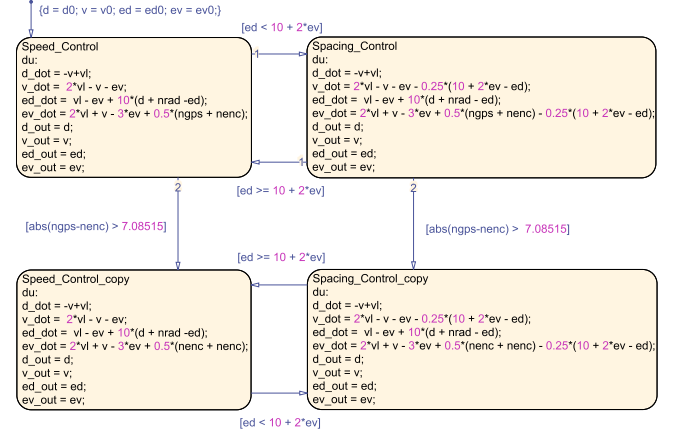 {d = d0; v = v0; ed = ed0; ev = ev0;}
[ed < 10 + 2*ev]
Speed_Control
du:
d_dot = -v+vl;
v_dot =  2*vl - v - ev;
ed_dot =  vl - ev + 10*(d + nrad -ed);
ev_dot = 2*vl + v - 3*ev + 0.5*(ngps + nenc);
d_out = d;
v_out = v;
ed_out = ed;
ev_out = ev;
1
Spacing_Control
du:
d_dot = -v+vl;
v_dot = 2*vl - v - ev - 0.25*(10 + 2*ev - ed);
ed_dot =  vl - ev + 10*(d + nrad - ed);
ev_dot = 2*vl + v - 3*ev + 0.5*(ngps + nenc) - 0.25*(10 + 2*ev - ed);
d_out = d;
v_out = v;
ed_out = ed;
ev_out = ev;
1
2
[ed >= 10 + 2*ev]
2
[abs(ngps-nenc) > 7.08515]
[abs(ngps-nenc) >  7.08515]
[ed >= 10 + 2*ev]
Speed_Control_copy
du:
d_dot = -v+vl;
v_dot =  2*vl - v - ev;
ed_dot =  vl - ev + 10*(d + nrad -ed);
ev_dot = 2*vl + v - 3*ev + 0.5*(nenc + nenc);
d_out = d;
v_out = v;
ed_out = ed;
ev_out = ev;
Spacing_Control_copy
du:
d_dot = -v+vl;
v_dot = 2*vl - v - ev - 0.25*(10 + 2*ev - ed);
ed_dot =  vl - ev + 10*(d + nrad - ed);
ev_dot = 2*vl + v - 3*ev + 0.5*(nenc + nenc) - 0.25*(10 + 2*ev - ed);
d_out = d;
v_out = v;
ed_out = ed;
ev_out = ev;
[ed < 10 + 2*ev]